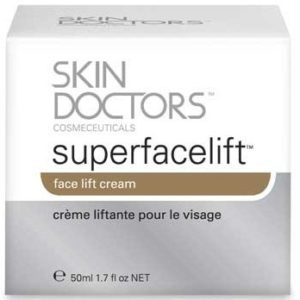 SKIN
DOCTORS™
COSMECEUTICALS
superfacelift™
face lift cream
crème liftante pour le visage
℮ 50ml 1.7 fl oz NET